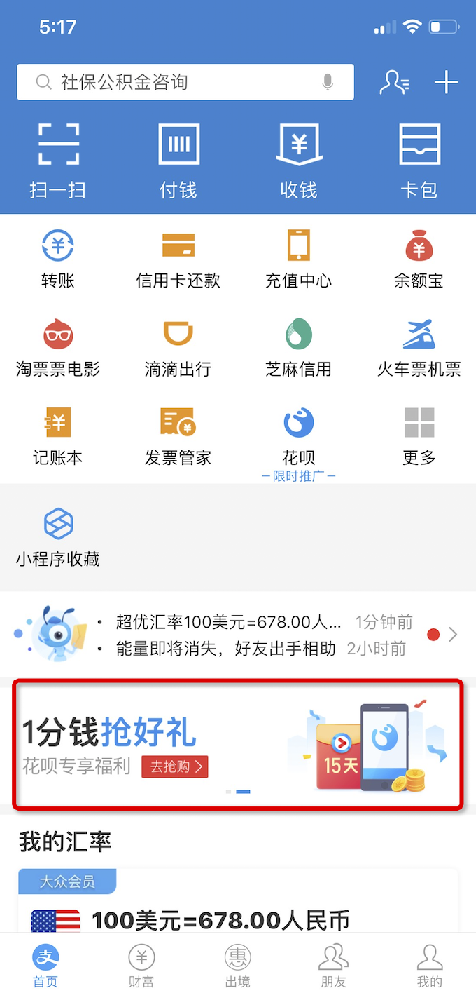 5:17
社保公积金咨询
扫一扫 付钱 收钱 卡包
转账 信用卡还款 充值中心 余额宝
淘票票电影 滴滴出行 芝麻信用 火车票机票
记账本 发票管家 花呗 更多
限时推广
小程序收藏
· 超优汇率100美元=678.00人... 1分钟前
· 能量即将消失，好友出手相助 2小时前
1分钱抢好礼
花呗专享福利 去抢购
15天
我的汇率
大众会员
100美元=678.00人民币
支 惠
首页 财富 出境 朋友 我的